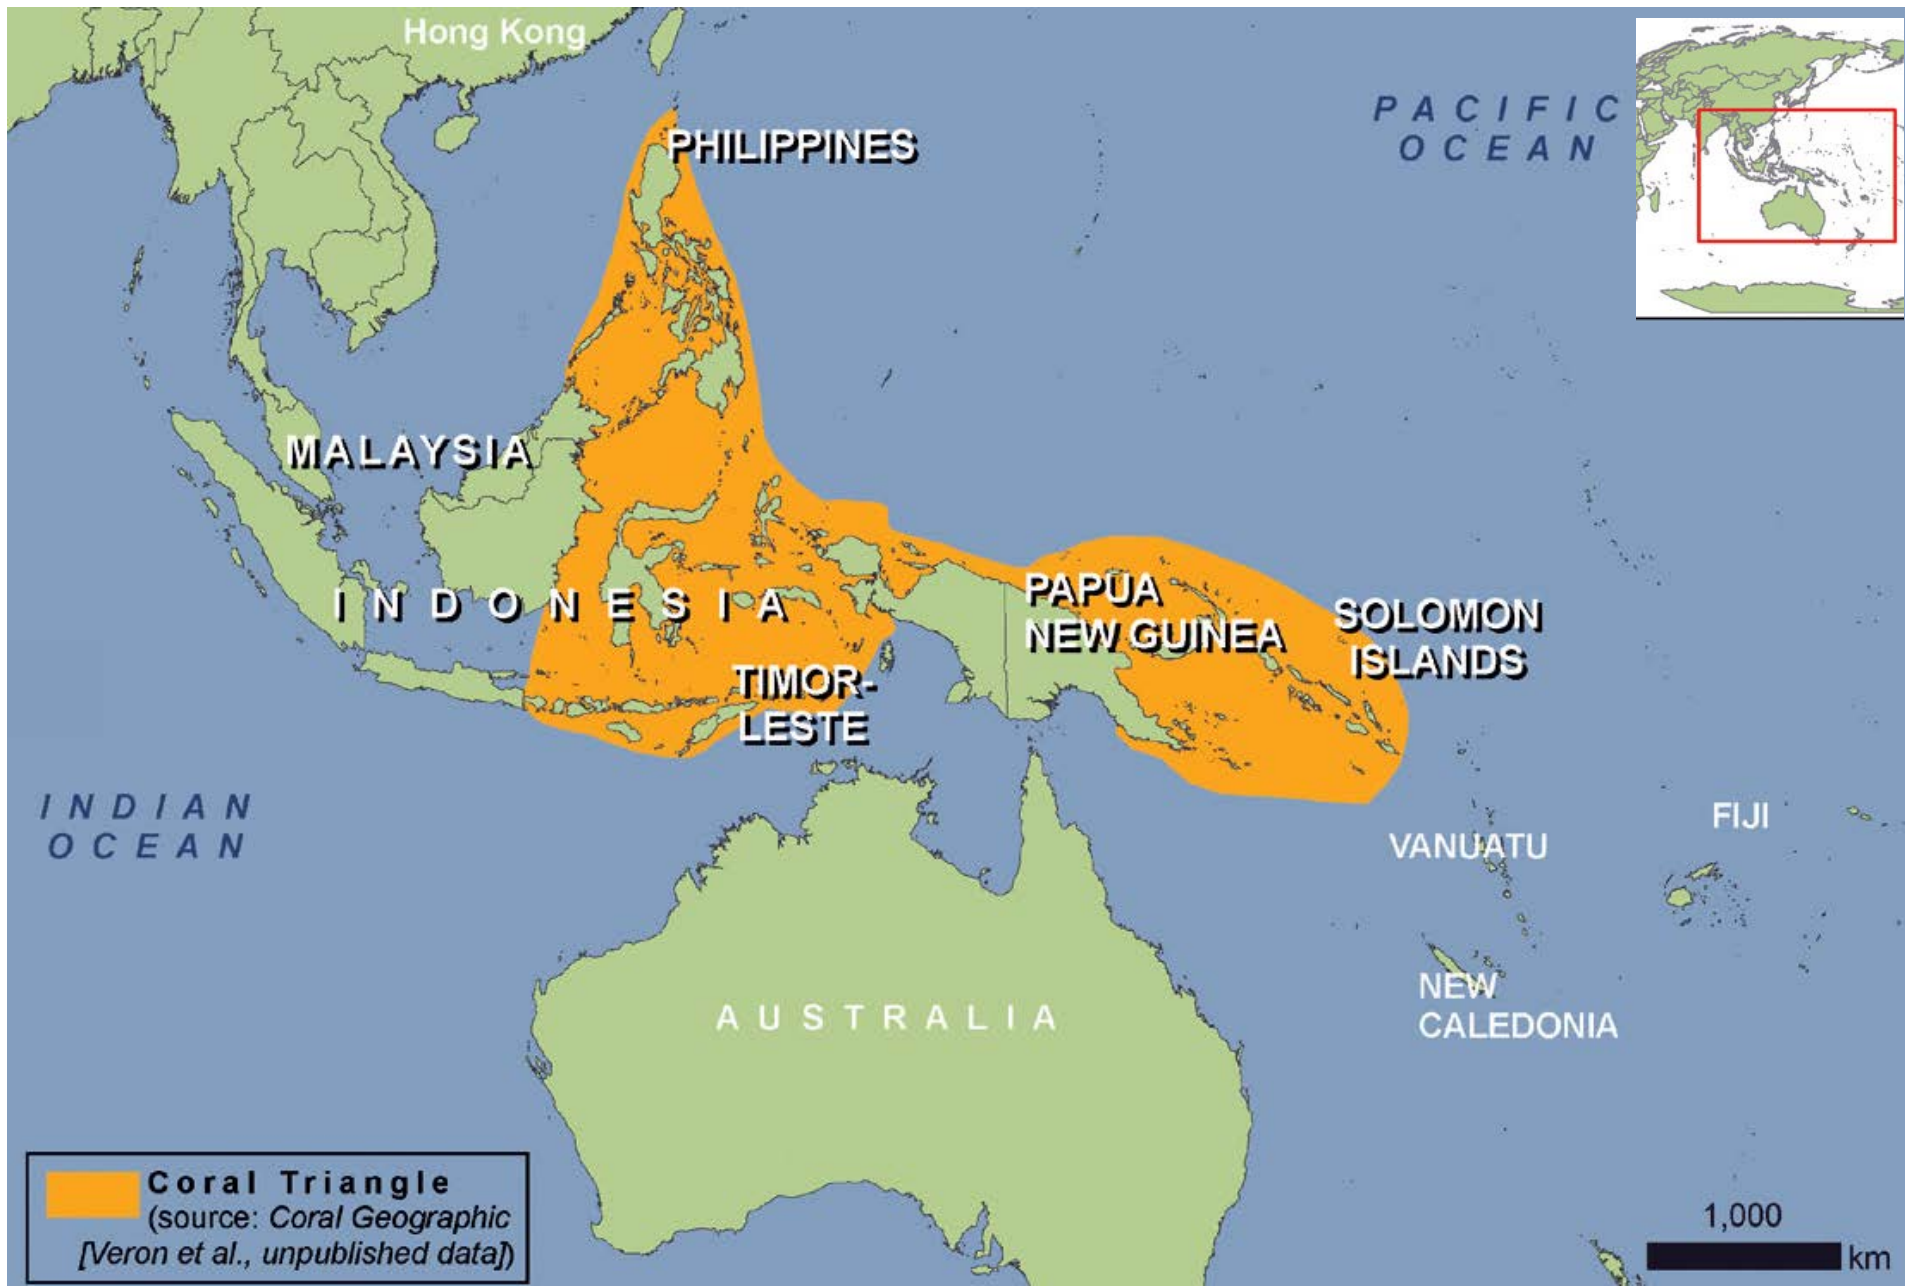 Hong Kong
PACIFIC
OCEAN
PHILIPPINES
MALAYSIA
INDONESIA
PAPUA
NEW GUINEA
SOLOMON
ISLANDS
TIMOR-
LESTE
INDIAN
OCEAN
VANUATU
FIJI
NEW
CALEDONIA
AUSTRALIA
Coral Triangle
(source: Coral Geographic
[Veron et al., unpublished data])
1,000
km